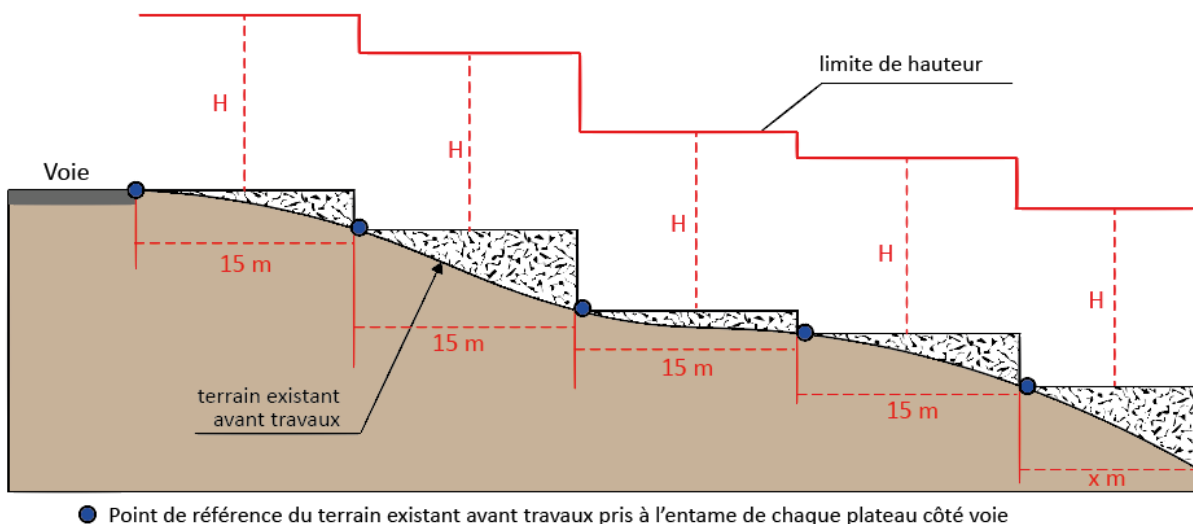 limite de hauteur
H
H
H
H
H
Voie
15 m
15 m
15 m
15 m
x m
terrain existant
avant travaux
Point de référence du terrain existant avant travaux pris à l'entame de chaque plateau côté voie